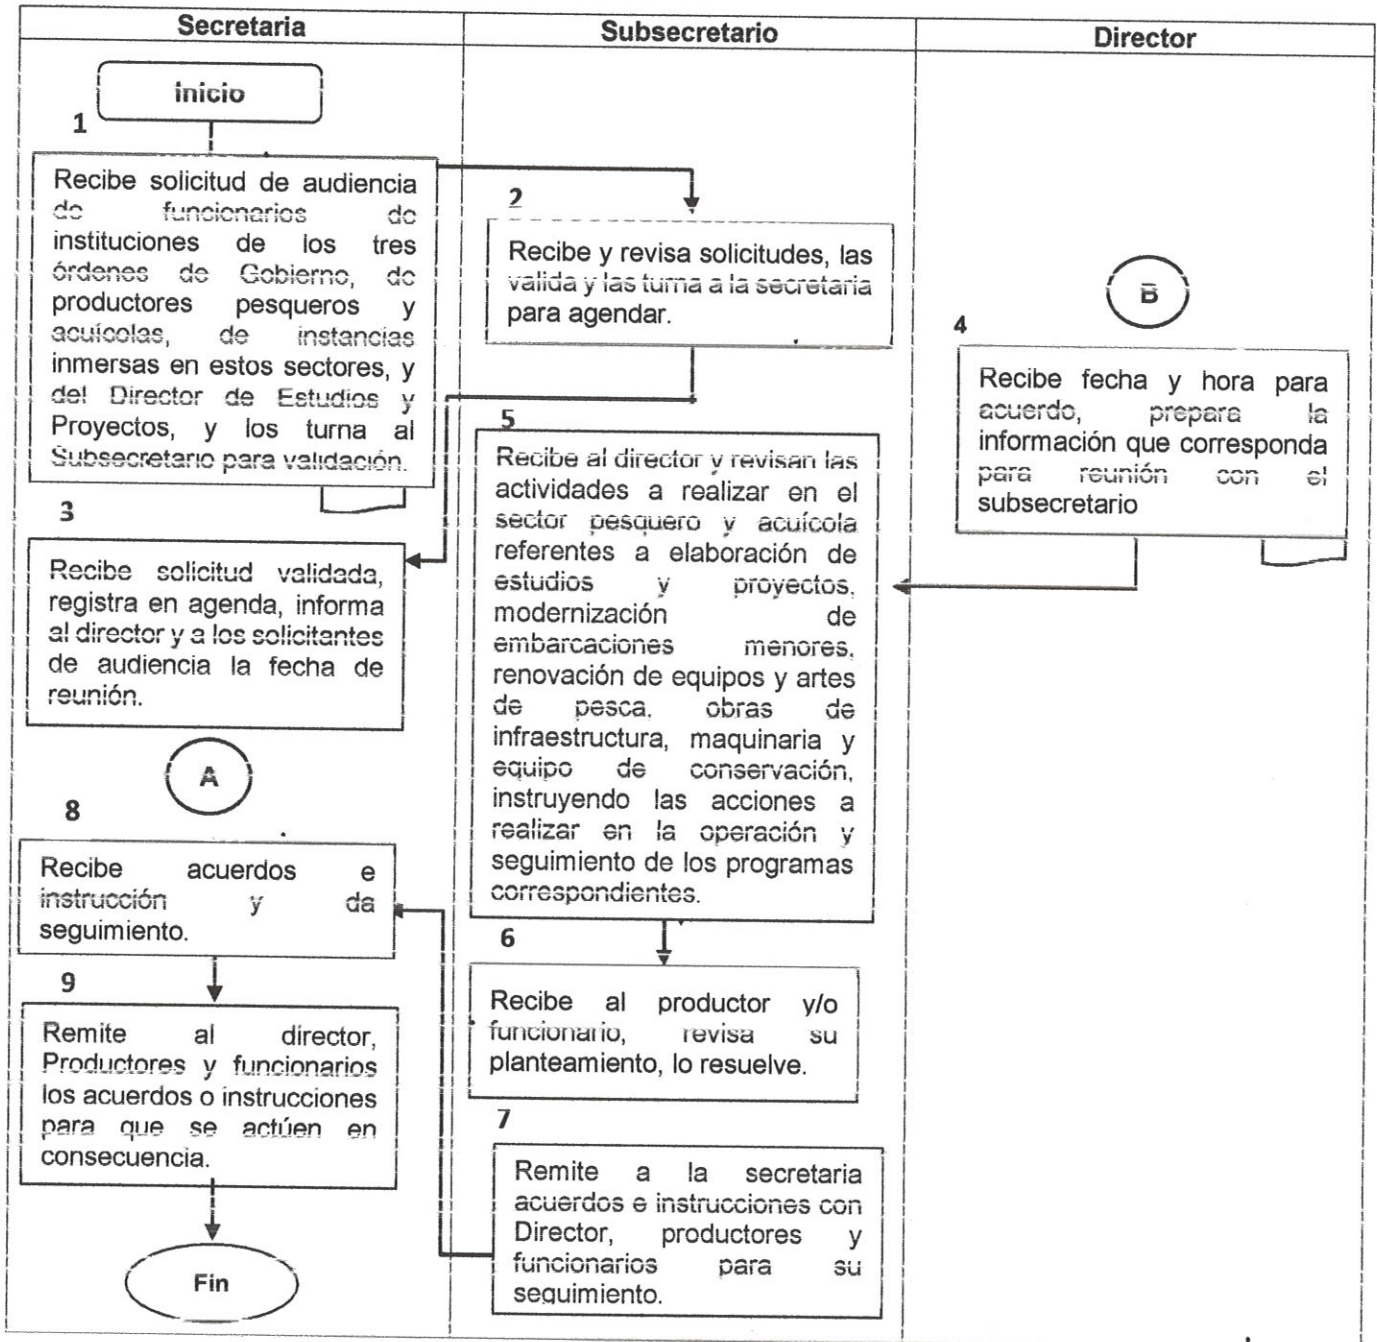 Secretaria
Subsecretario
Director
Inicio
1
Recibe solicitud de audiencia
de funcionarios de
instituciones de los tres
órdenes de Gobierno, de
productores pesqueros y
acuícolas, de instancias
inmersas en estos sectores, y
del Director de Estudios y
Proyectos, y los turna al
Subsecretario para validación.
2
Recibe y revisa solicitudes, las
valida y las turna a la secretaria
para agendar.
3
Recibe solicitud validada,
registra en agenda, informa
al director y a los solicitantes
de audiencia la fecha de
reunión.
A
B
4
Recibe fecha y hora para
acuerdo, prepara la
información que corresponda
para reunión con el
subsecretario
5
Recibe al director y revisan las
actividades a realizar en el
sector pesquero y acuícola
referentes a elaboración de
estudios y proyectos,
modernización de
embarcaciones menores,
renovación de equipos y artes
de pesca, obras de
infraestructura, maquinaria y
equipo de conservación,
instruyendo las acciones a
realizar en la operación y
seguimiento de los programas
correspondientes.
6
Recibe al productor y/o
funcionario, revisa su
planteamiento, lo resuelve.
7
Remite a la secretaria
acuerdos e instrucciones con
Director, productores y
funcionarios para su
seguimiento.
8
Recibe acuerdos e
instrucción y da
seguimiento.
9
Remite al director,
Productores y funcionarios
los acuerdos o instrucciones
para que se actúen en
consecuencia.
Fin